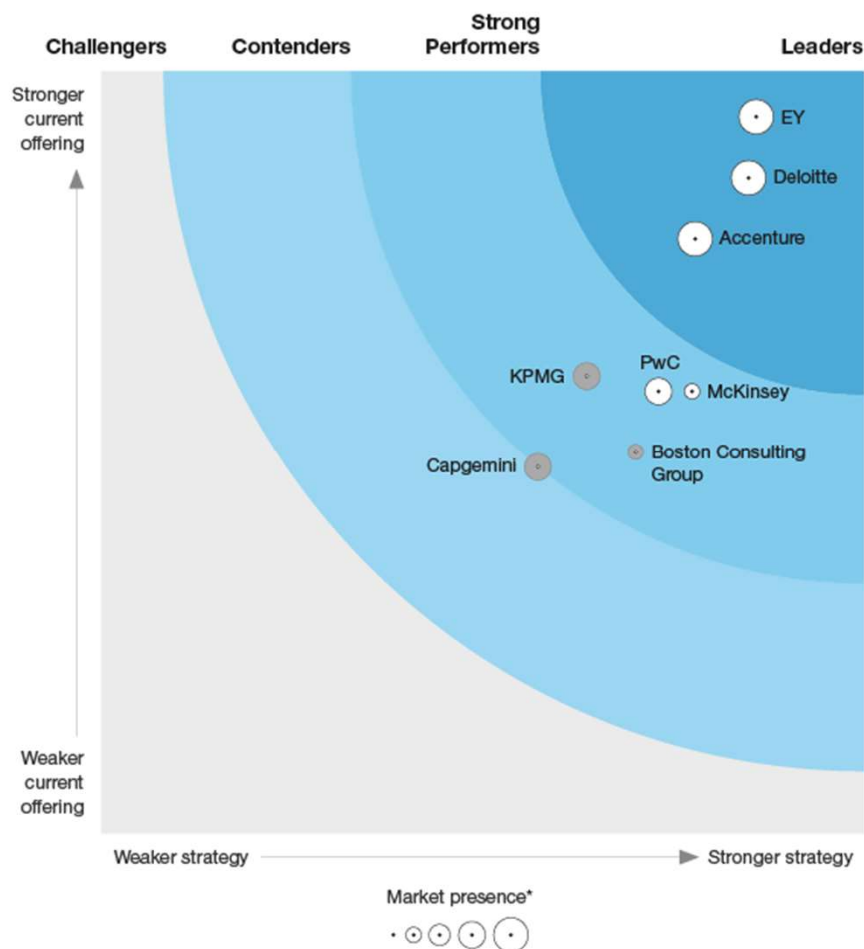 Challengers
Contenders
Strong
Performers
Leaders
Stronger
current
offering
EY
Deloitte
Accenture
KPMG
PwC
McKinsey
Capgemini
Boston Consulting
Group
Weaker
current
offering
Weaker strategy
Stronger strategy
Market presence*